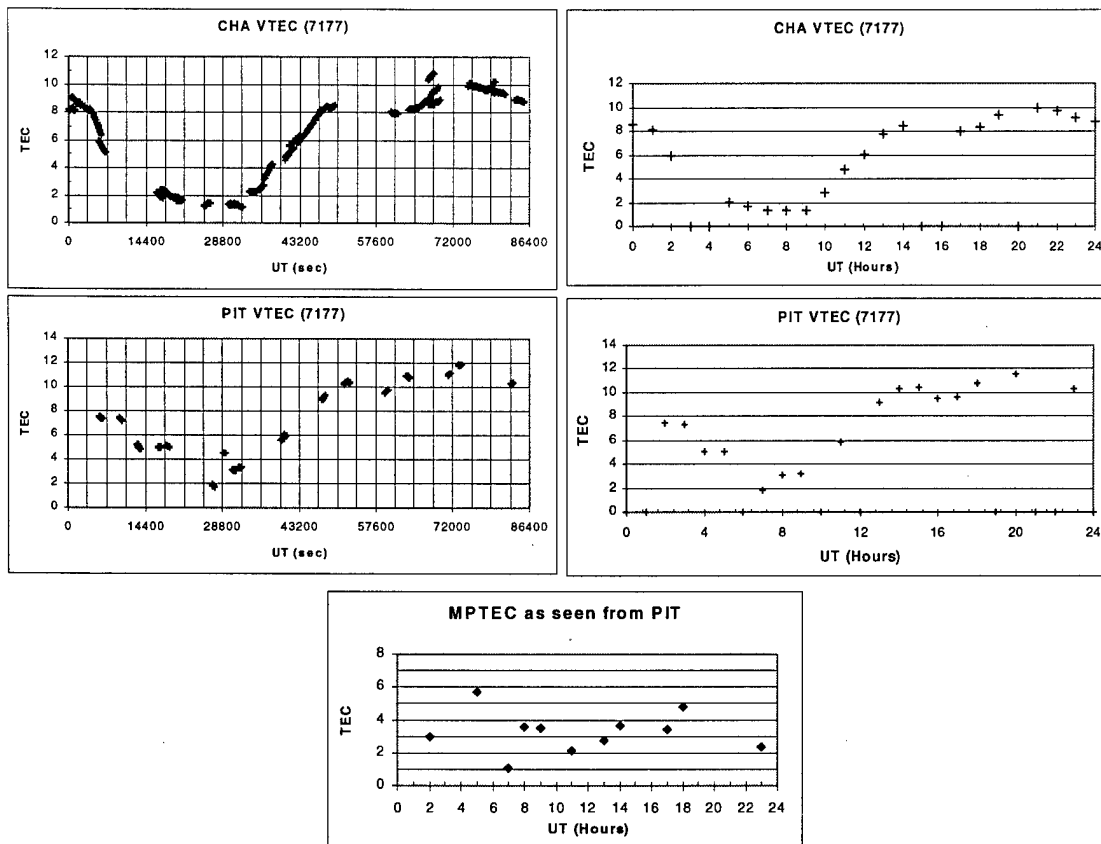 CHA VTEC (7177)
12
10
8
6
4
2
0
TEC
0 14400 28800 43200 57600 72000 86400
UT (sec)
CHA VTEC (7177)
12
10
8
6
4
2
0
TEC
0 2 4 6 8 10 12 14 16 18 20 22 24
UT (Hours)
PIT VTEC (7177)
14
12
10
8
6
4
2
0
TEC
0 14400 28800 43200 57600 72000 86400
UT (sec)
PIT VTEC (7177)
14
12
10
8
6
4
2
0
TEC
0 4 8 12 16 20 24
UT (Hours)
MPTEC as seen from PIT
8
6
4
2
0
TEC
0 2 4 6 8 10 12 14 16 18 20 22 24
UT (Hours)